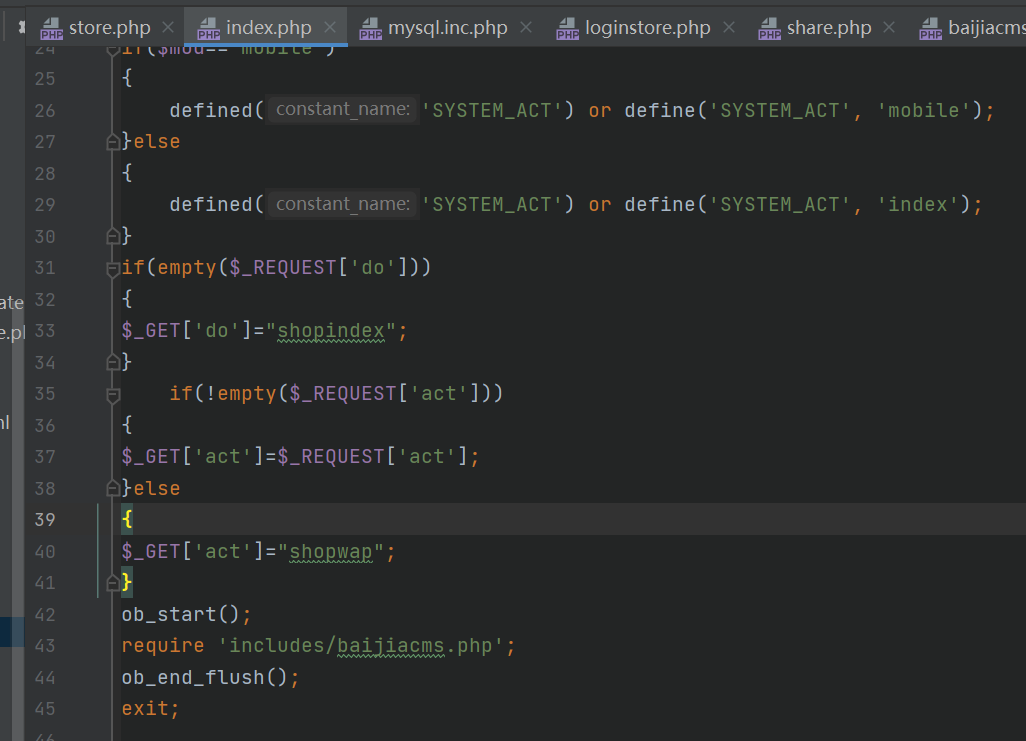 store.php index.php mysql.inc.php loginstore.php share.php baijiacms
24 if($mod=='mobile')
25 {
26 defined( constant_name: 'SYSTEM_ACT') or define('SYSTEM_ACT', 'mobile');
27 }else
28 {
29 defined( constant_name: 'SYSTEM_ACT') or define('SYSTEM_ACT', 'index');
30 }
31 if(empty($_REQUEST['do']))
ate 32 {
e.pl 33 $_GET['do']="shopindex";
34 }
35 if(!empty($_REQUEST['act']))
nl 36 {
37 $_GET['act']=$_REQUEST['act'];
38 }else
39 {
40 $_GET['act']="shopwap";
41 }
42 ob_start();
43 require 'includes/baijiacms.php';
44 ob_end_flush();
45 exit;
46